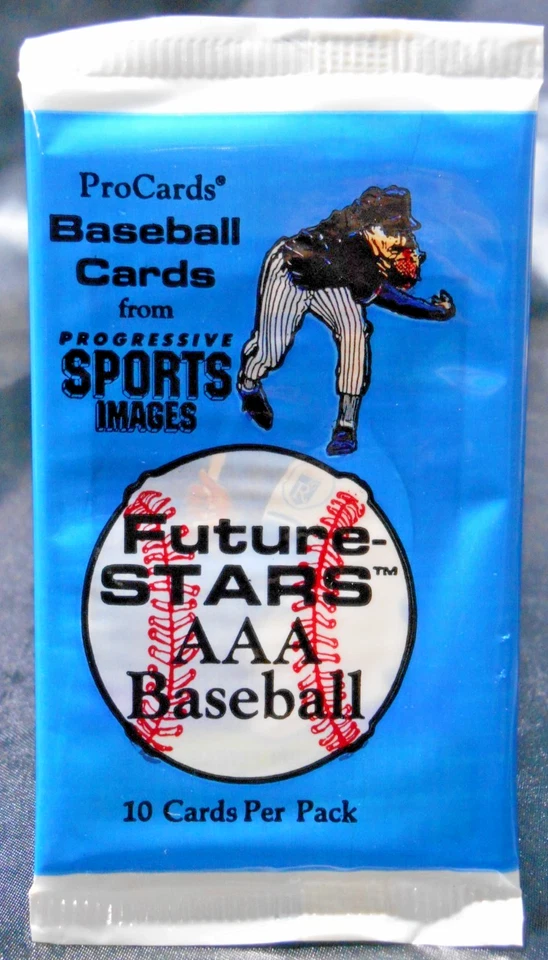 ProCards®
Baseball
Cards
from
PROGRESSIVE
SPORTS
IMAGES
Future-
STARS™
AAA
Baseball
10 Cards Per Pack